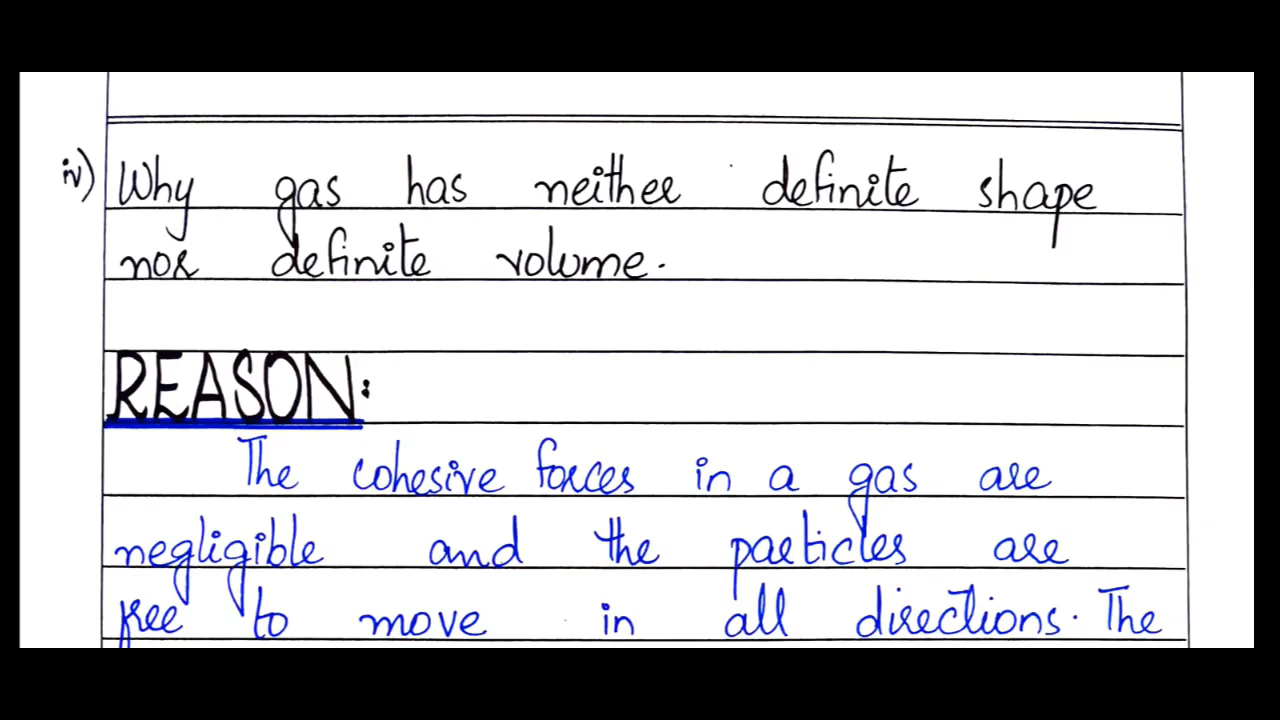 iv) Why gas has neither definite shape
nor definite volume.
REASON:
The cohesive forces in a gas are
negligible and the particles are
free to move in all directions. The